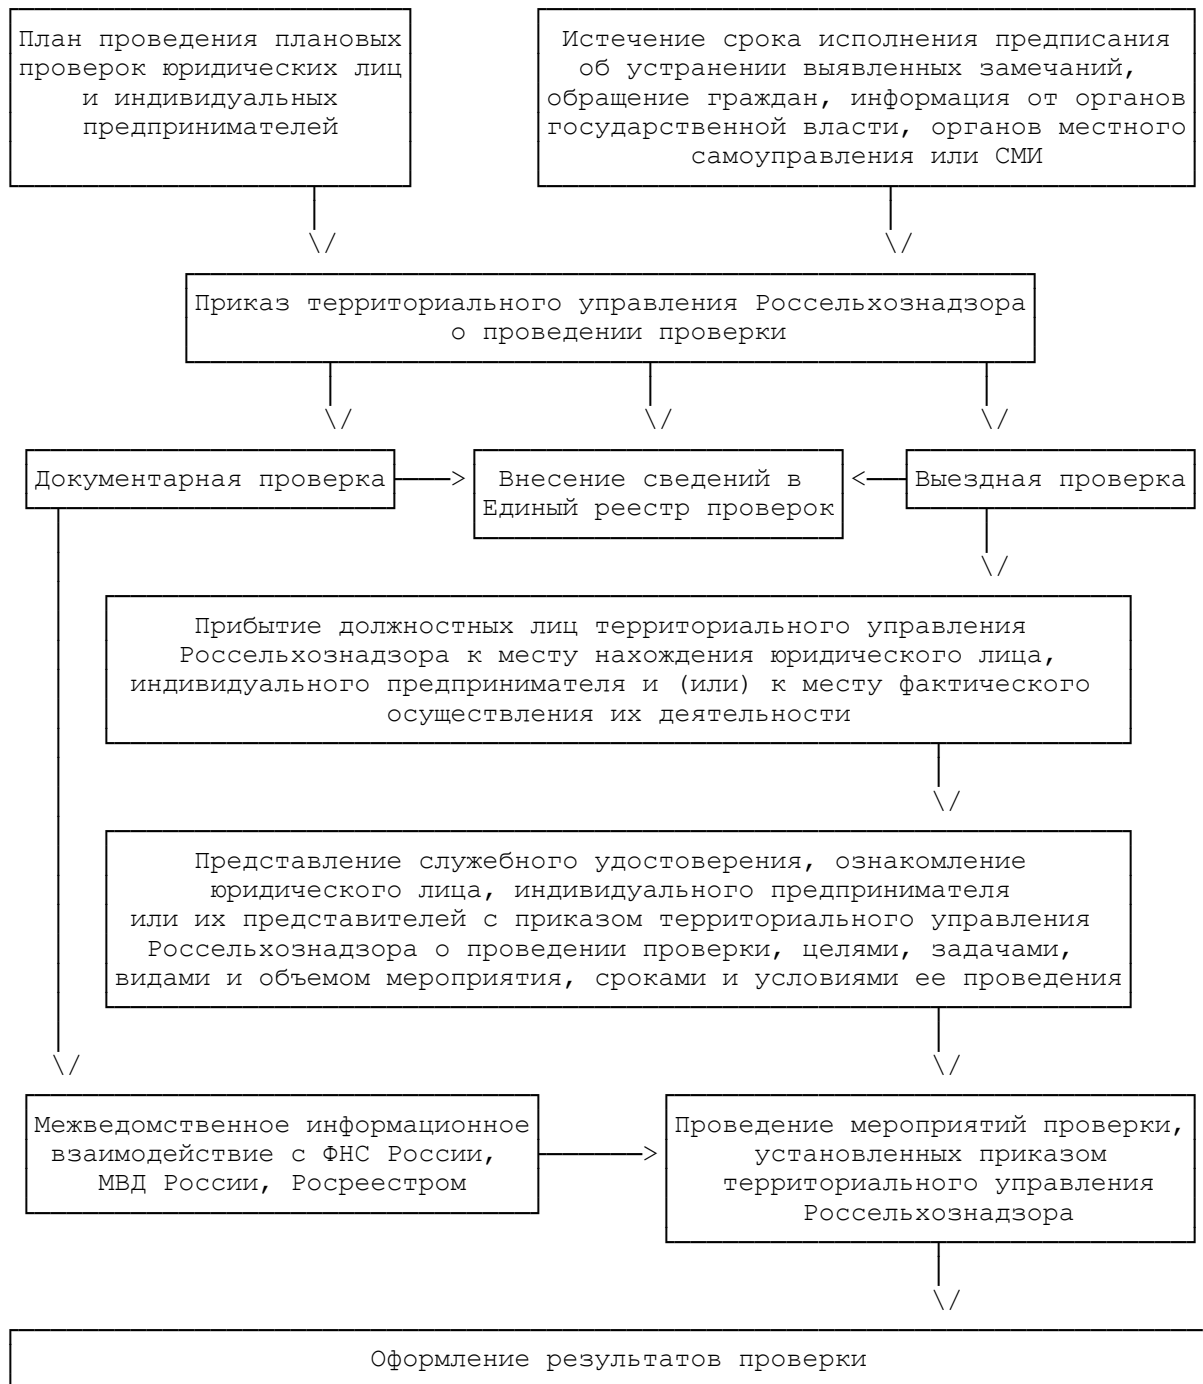 План проведения плановых
проверок юридических лиц
и индивидуальных
предпринимателей
Истечение срока исполнения предписания
об устранении выявленных замечаний,
обращение граждан, информация от органов
государственной власти, органов местного
самоуправления или СМИ
Приказ территориального управления Россельхознадзора
о проведении проверки
Документарная проверка
Внесение сведений в
Единый реестр проверок
Выездная проверка
Прибытие должностных лиц территориального управления
Россельхознадзора к месту нахождения юридического лица,
индивидуального предпринимателя и (или) к месту фактического
осуществления их деятельности
Представление служебного удостоверения, ознакомление
юридического лица, индивидуального предпринимателя
или их представителей с приказом территориального управления
Россельхознадзора о проведении проверки, целями, задачами,
видами и объемом мероприятия, сроками и условиями ее проведения
Межведомственное информационное
взаимодействие с ФНС России,
МВД России, Росреестром
Проведение мероприятий проверки,
установленных приказом
территориального управления
Россельхознадзора
Оформление результатов проверки